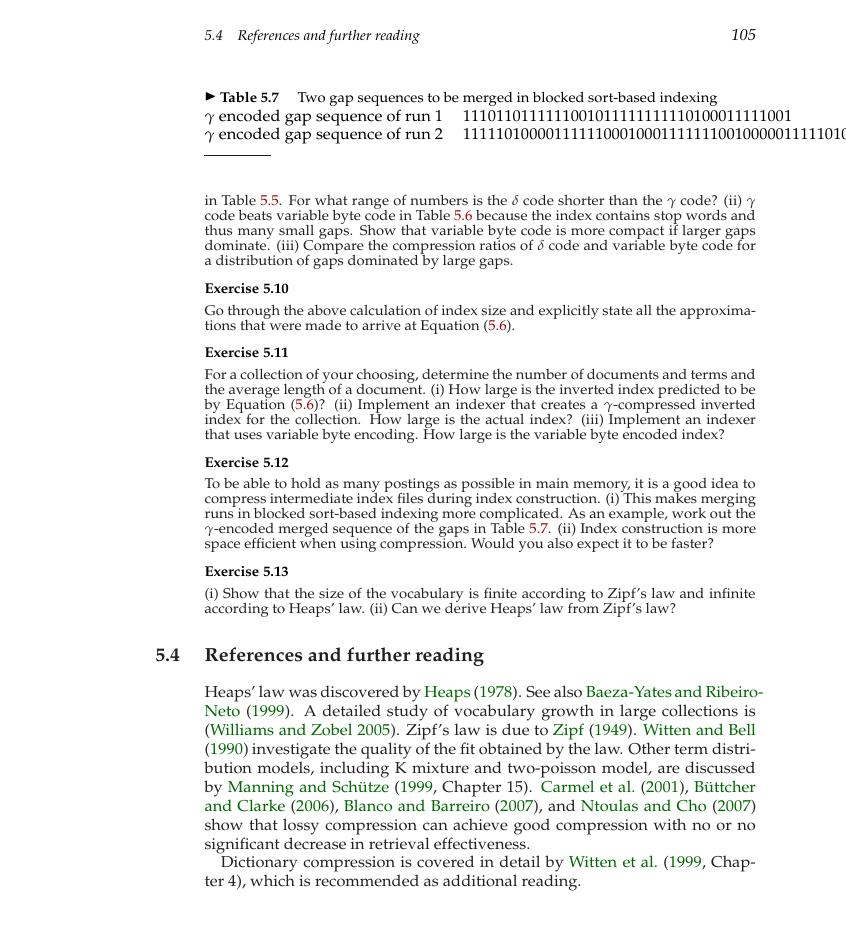 5.4 References and further reading 105
► Table 5.7 Two gap sequences to be merged in blocked sort-based indexing
γ encoded gap sequence of run 1 1110110111111001011111111110100011111001
γ encoded gap sequence of run 2 11111010000111111000100011111110010000011111010
in Table 5.5. For what range of numbers is the δ code shorter than the γ code? (ii) γ
code beats variable byte code in Table 5.6 because the index contains stop words and
thus many small gaps. Show that variable byte code is more compact if larger gaps
dominate. (iii) Compare the compression ratios of δ code and variable byte code for
a distribution of gaps dominated by large gaps.
Exercise 5.10
Go through the above calculation of index size and explicitly state all the approxima-
tions that were made to arrive at Equation (5.6).
Exercise 5.11
For a collection of your choosing, determine the number of documents and terms and
the average length of a document. (i) How large is the inverted index predicted to be
by Equation (5.6)? (ii) Implement an indexer that creates a γ-compressed inverted
index for the collection. How large is the actual index? (iii) Implement an indexer
that uses variable byte encoding. How large is the variable byte encoded index?
Exercise 5.12
To be able to hold as many postings as possible in main memory, it is a good idea to
compress intermediate index files during index construction. (i) This makes merging
runs in blocked sort-based indexing more complicated. As an example, work out the
γ-encoded merged sequence of the gaps in Table 5.7. (ii) Index construction is more
space efficient when using compression. Would you also expect it to be faster?
Exercise 5.13
(i) Show that the size of the vocabulary is finite according to Zipf's law and infinite
according to Heaps' law. (ii) Can we derive Heaps' law from Zipf's law?
5.4 References and further reading
Heaps' law was discovered by Heaps (1978). See also Baeza-Yates and Ribeiro-
Neto (1999). A detailed study of vocabulary growth in large collections is
(Williams and Zobel 2005). Zipf's law is due to Zipf (1949). Witten and Bell
(1990) investigate the quality of the fit obtained by the law. Other term distri-
bution models, including K mixture and two-poisson model, are discussed
by Manning and Schütze (1999, Chapter 15). Carmel et al. (2001), Büttcher
and Clarke (2006), Blanco and Barreiro (2007), and Ntoulas and Cho (2007)
show that lossy compression can achieve good compression with no or no
significant decrease in retrieval effectiveness.
Dictionary compression is covered in detail by Witten et al. (1999, Chap-
ter 4), which is recommended as additional reading.